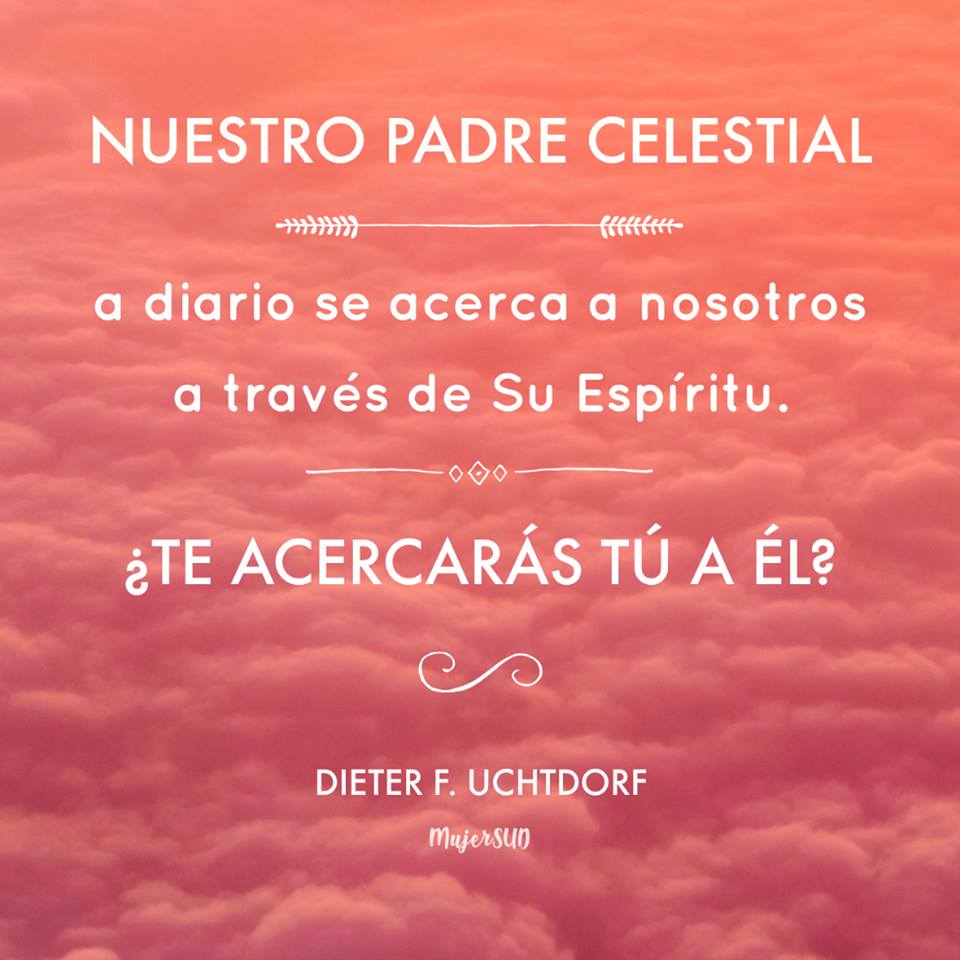 NUESTRO PADRE CELESTIAL
a diario se acerca a nosotros
a través de Su Espíritu.
¿TE ACERCARÁS TÚ A ÉL?
DIETER F. UCHTDORF
MujerSUD